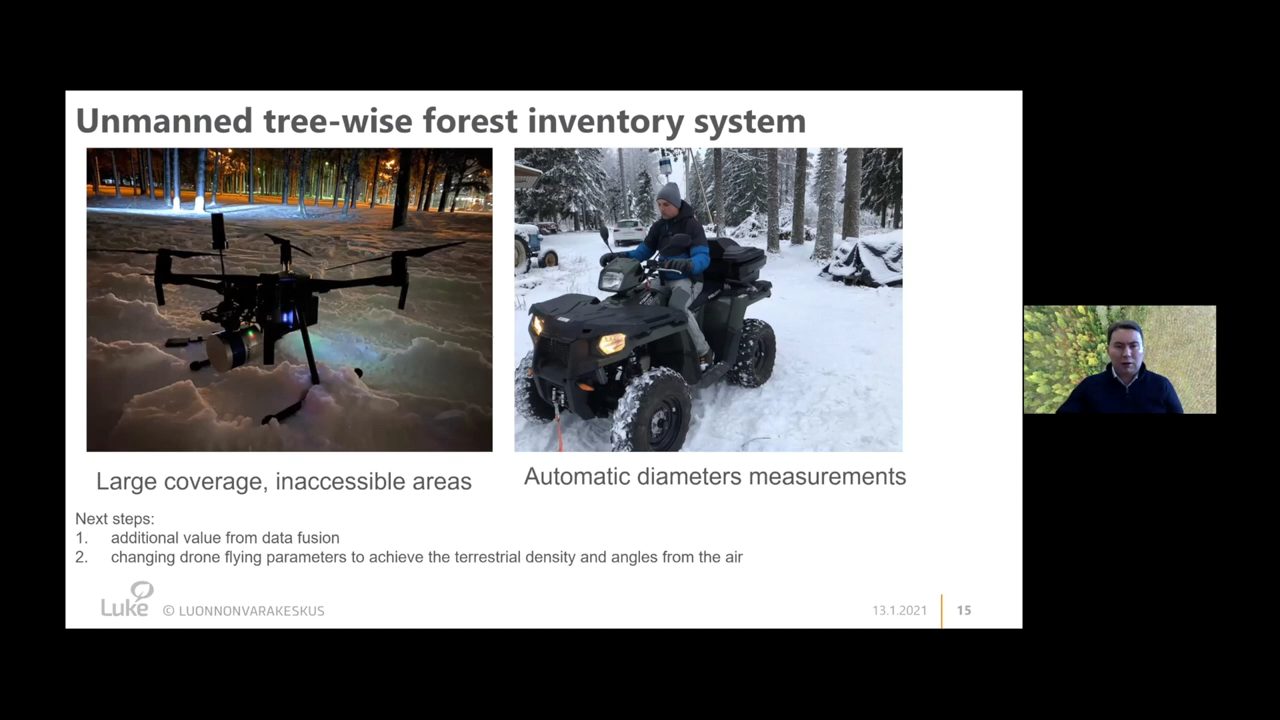 Unmanned tree-wise forest inventory system
Large coverage, inaccessible areas
Automatic diameters measurements
Next steps:
1. additional value from data fusion
2. changing drone flying parameters to achieve the terrestrial density and angles from the air
Luke
© LUONNONVARAKESKUS
13.1.2021
15